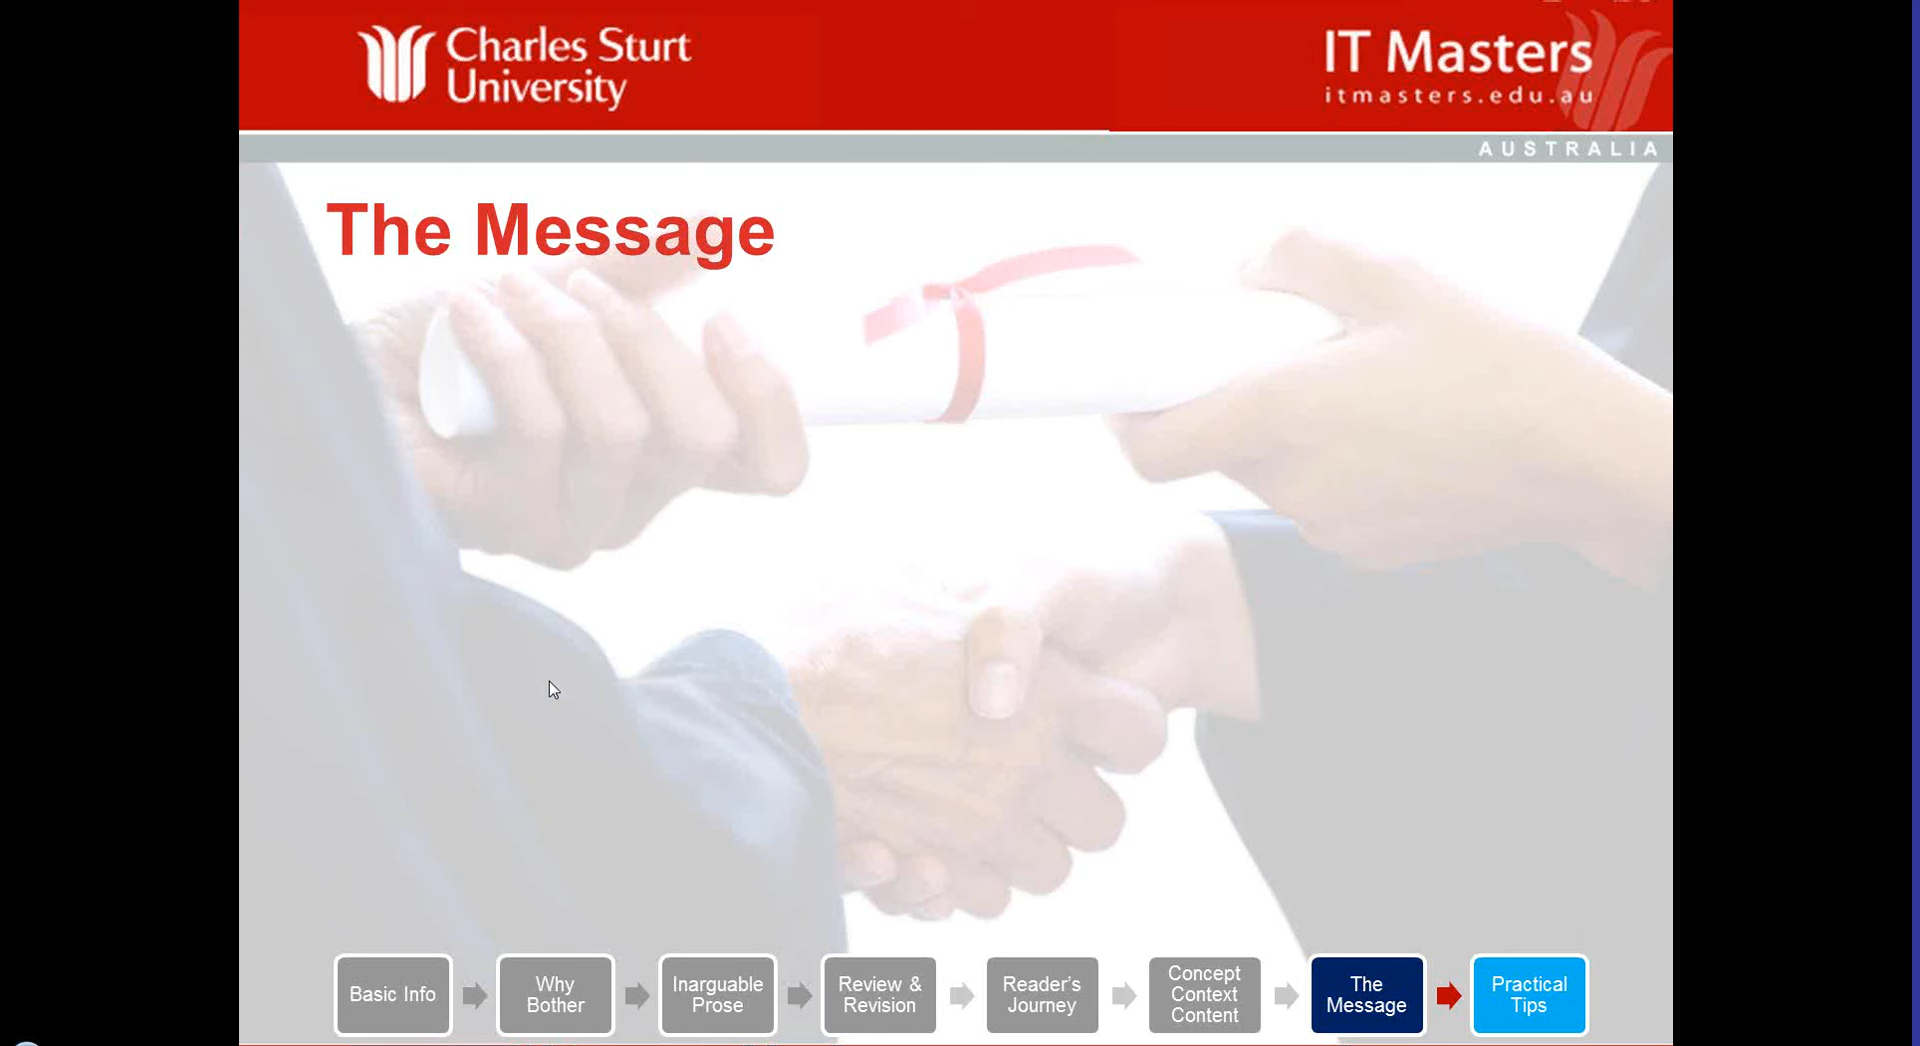 Charles Sturt
University
IT Masters
itmasters.edu.au
AUSTRALIA
The Message
Basic Info
Why
Bother
Inarguable
Prose
Review &
Revision
Reader's
Journey
Concept
Context
Content
The
Message
Practical
Tips